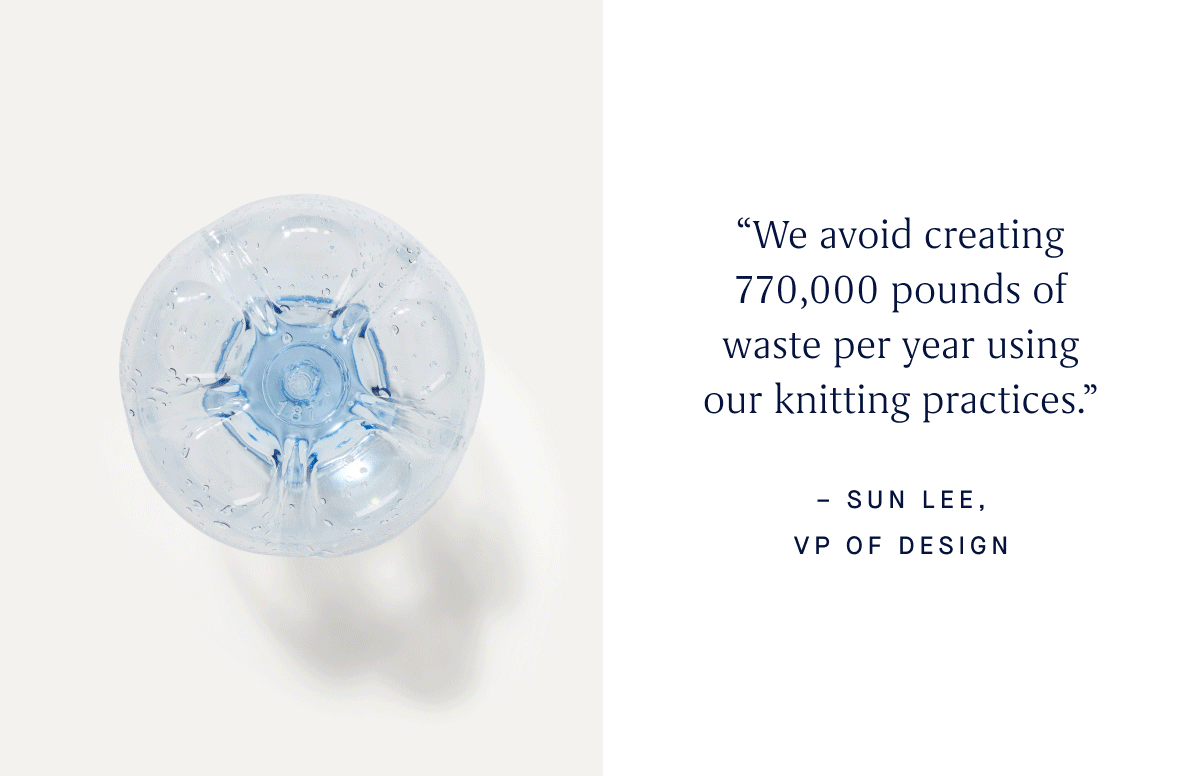 “We avoid creating
770,000 pounds of
waste per year using
our knitting practices.”
– SUN LEE,
VP OF DESIGN